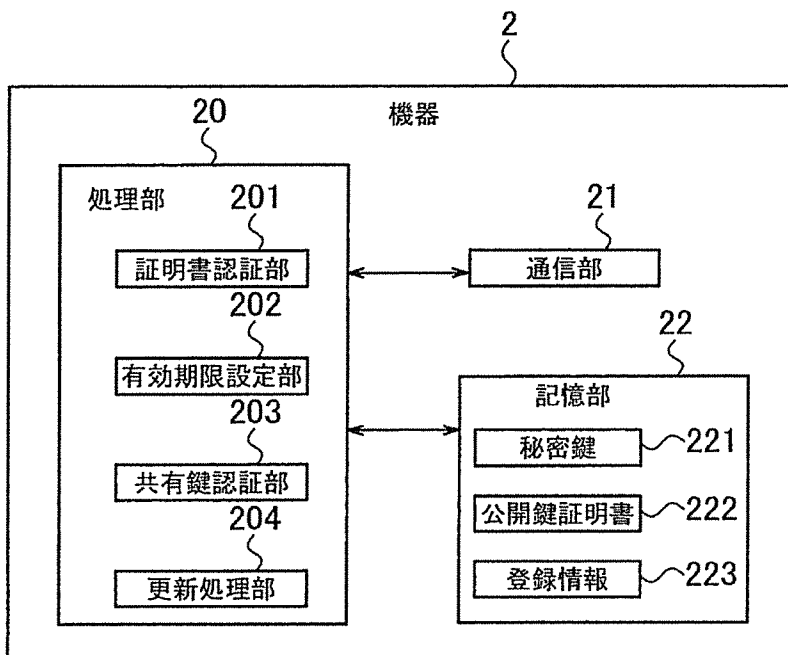 2
機器
20
処理部
201
証明書認証部
202
有効期限設定部
203
共有鍵認証部
204
更新処理部
21
通信部
22
記憶部
秘密鍵
221
公開鍵証明書
222
登録情報
223